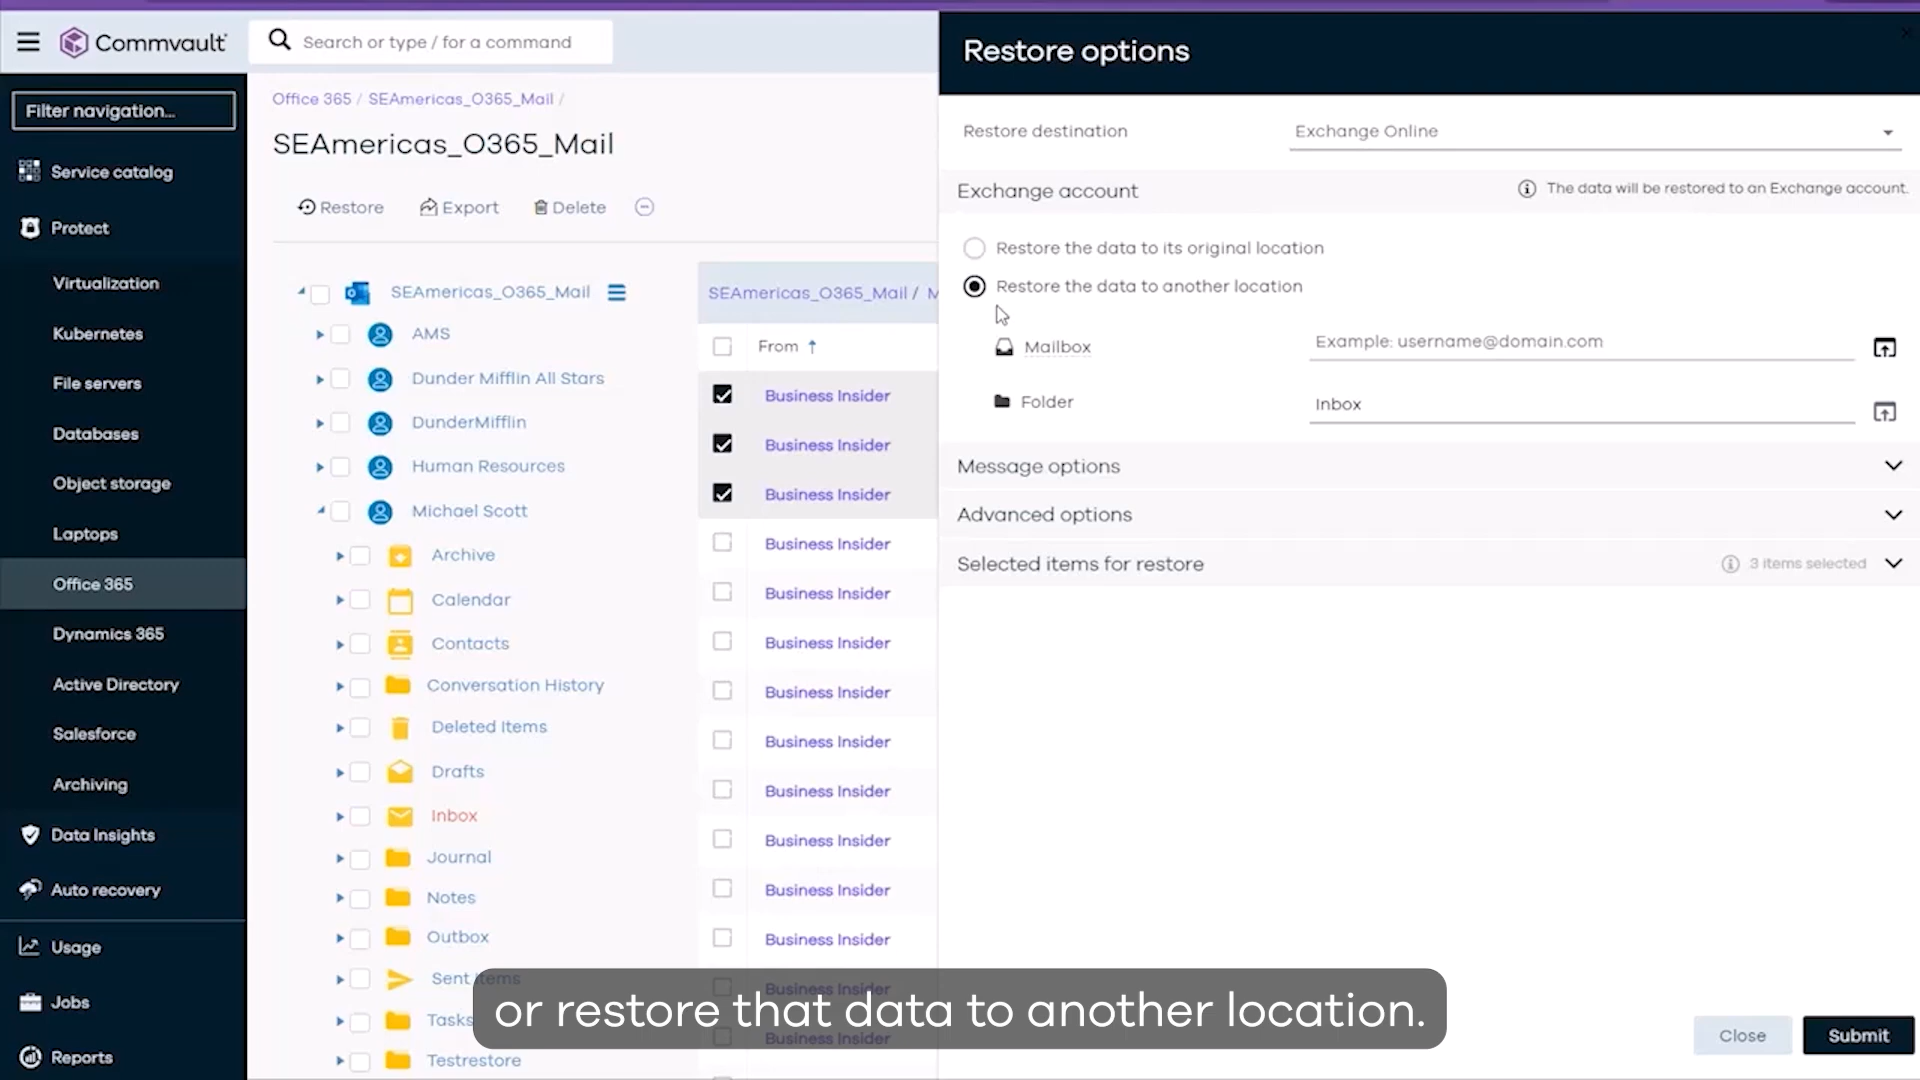 Commvault
Search or type / for a command
Restore options
Filter navigation...
Service catalog
Protect
Virtualization
Kubernetes
File servers
Databases
Object storage
Laptops
Office 365
Dynamics 365
Active Directory
Salesforce
Archiving
Data Insights
Auto recovery
Usage
Jobs
Reports
Office 365 / SEAmericas_O365_Mail /
SEAmericas_O365_Mail
Restore Export Delete
SEAmericas_O365_Mail
AMS
Dunder Mifflin All Stars
DunderMifflin
Human Resources
Michael Scott
Archive
Calendar
Contacts
Conversation History
Deleted Items
Drafts
Inbox
Journal
Notes
Outbox
Sent Items
Tasks
Testrestore
SEAmericas_O365_Mail / M
From ↑
Business Insider
Business Insider
Business Insider
Business Insider
Business Insider
Business Insider
Business Insider
Business Insider
Business Insider
Business Insider
Business Insider
Business Insider
Business Insider
Business Insider
Restore destination Exchange Online
Exchange account The data will be restored to an Exchange account.
Restore the data to its original location
Restore the data to another location
Mailbox Example: username@domain.com
Folder Inbox
Message options
Advanced options
Selected items for restore 3 items selected
Close Submit
or restore that data to another location.